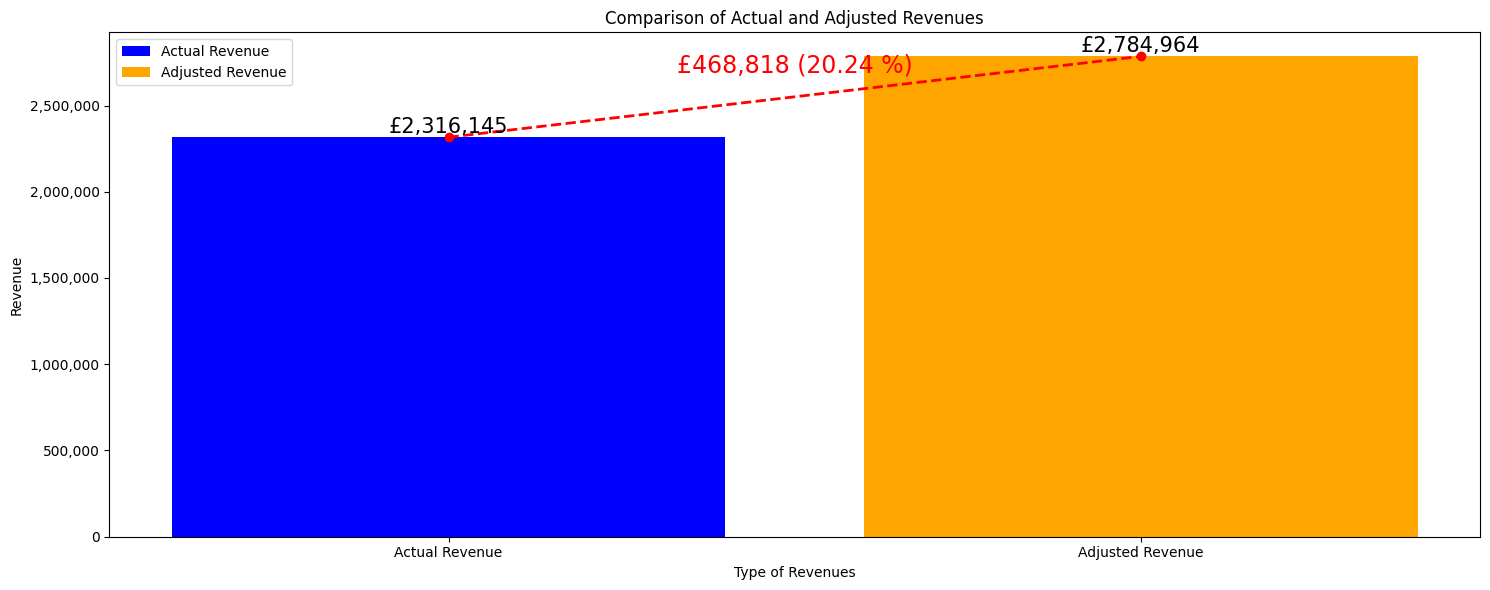 Comparison of Actual and Adjusted Revenues
Actual Revenue
Adjusted Revenue
£468,818 (20.24 %)
£2,784,964
£2,316,145
2,500,000
2,000,000
1,500,000
1,000,000
500,000
0
Revenue
Actual Revenue
Adjusted Revenue
Type of Revenues